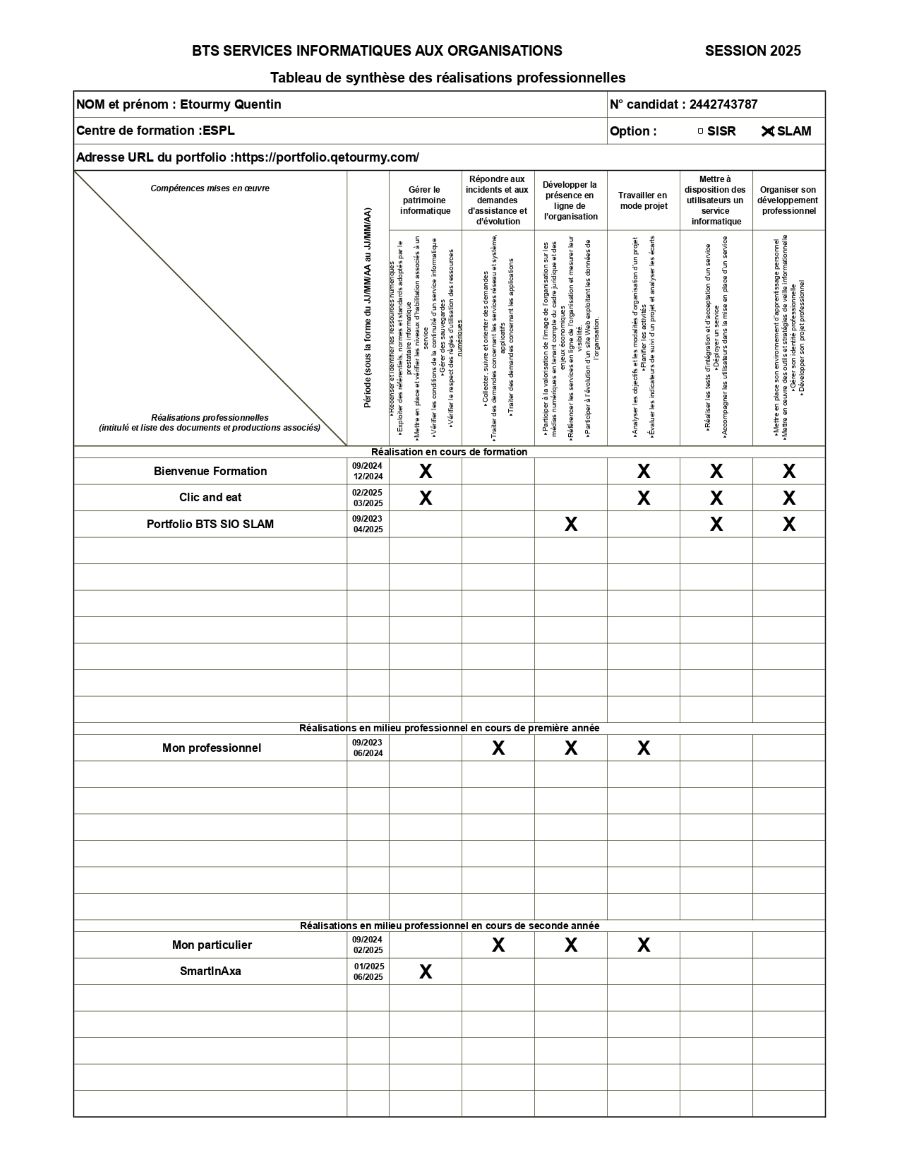 BTS SERVICES INFORMATIQUES AUX ORGANISATIONS SESSION 2025
Tableau de synthèse des réalisations professionnelles
NOM et prénom : Etourmy Quentin N° candidat : 2442743787
Centre de formation :ESPL Option : □ SISR X SLAM
Adresse URL du portfolio :https://portfolio.qetourmy.com/
Compétences mises en œuvre
Réalisations professionnelles
(intitulé et liste des documents et productions associés)
Période (sous la forme du JJ/MM/AA au JJ/MM/AA)
Gérer le
patrimoine
informatique
Répondre aux
incidents et aux
demandes
d'assistance et
d'évolution
Développer la
présence en
ligne de
l'organisation
Travailler en
mode projet
Mettre à
disposition des
utilisateurs un
service
informatique
Organiser son
développement
professionnel
•Recenser et identifier les ressources numériques
•Exploiter des référentiels, normes et standards adoptés par le
prestataire informatique
•Mettre en place et vérifier les niveaux d'habilitation associés à un
service
•Vérifier les conditions de la continuité d'un service informatique
•Gérer des sauvegardes
•Vérifier le respect des règles d'utilisation des ressources
numériques
•Collecter, suivre et orienter des demandes
•Traiter des demandes concernant les services réseau et système,
applicatifs
•Traiter des demandes concernant les applications
•Participer à la valorisation de l'image de l'organisation sur les
médias numériques en tenant compte du cadre juridique et des
enjeux économiques
•Référencer les services en ligne de l'organisation et mesurer leur
visibilité.
•Participer à l'évolution d'un site Web exploitant les données de
l'organisation.
•Analyser les objectifs et les modalités d'organisation d'un projet
•Planifier les activités
•Évaluer les indicateurs de suivi d'un projet et analyser les écarts
•Réaliser les tests d'intégration et d'acceptation d'un service
•Déployer un service
•Accompagner les utilisateurs dans la mise en place d'un service
•Mettre en place son environnement d'apprentissage personnel
•Mettre en œuvre des outils et stratégies de veille informationnelle
•Gérer son identité professionnelle
•Développer son projet professionnel
Réalisation en cours de formation
Bienvenue Formation 09/2024 12/2024 X X X X
Clic and eat 02/2025 03/2025 X X X X
Portfolio BTS SIO SLAM 09/2023 04/2025 X X X
Réalisations en milieu professionnel en cours de première année
Mon professionnel 09/2023 06/2024 X X X
Réalisations en milieu professionnel en cours de seconde année
Mon particulier 09/2024 02/2025 X X X
SmartInAxa 01/2025 06/2025 X